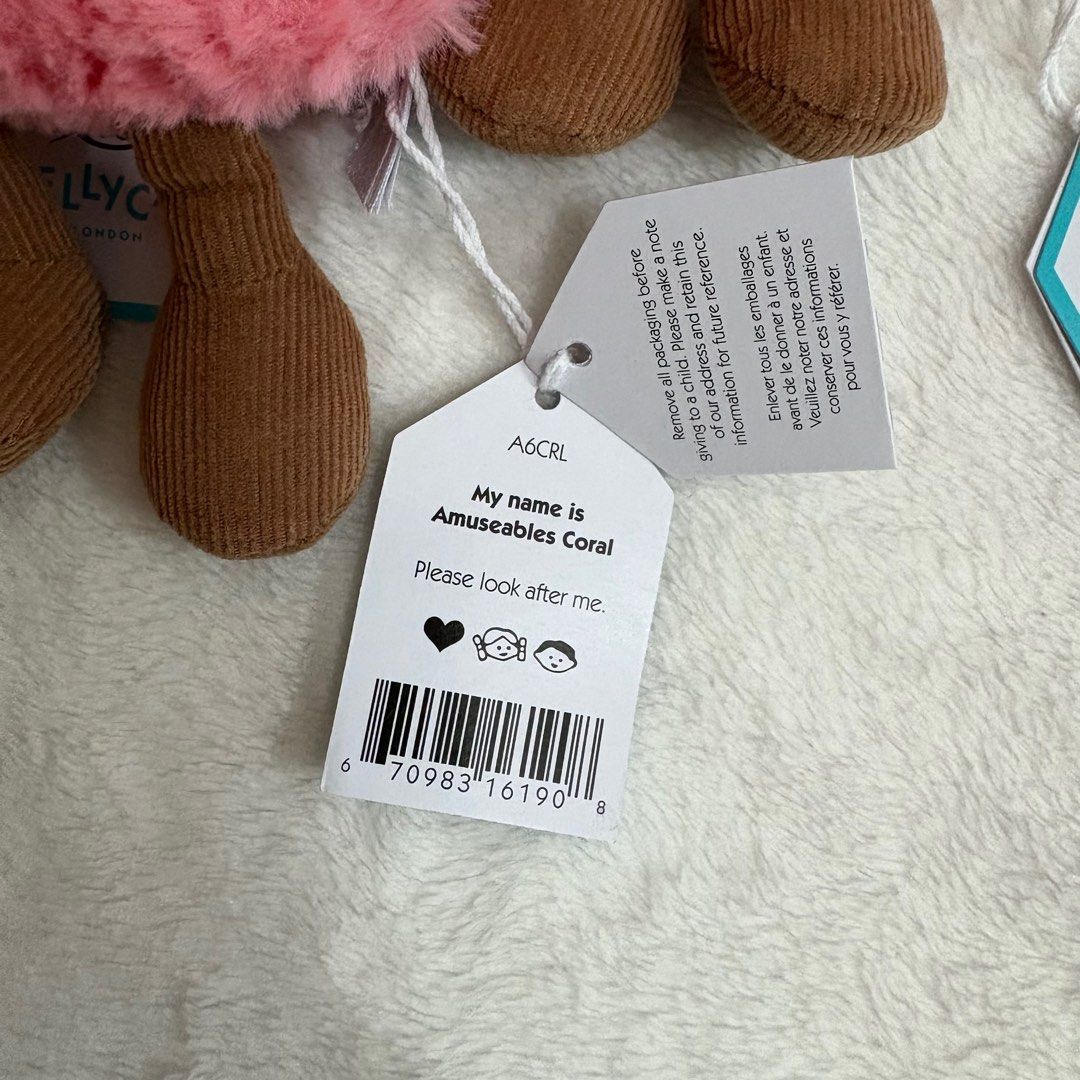 ELLYC
LONDON
Remove all packaging before
giving to a child. Please make a note
of our address and retain this
information for future reference.
Enlever tous les emballages
avant de le donner à un enfant.
Veuillez noter notre adresse et
conserver ces informations
pour vous y référer.
A6CRL
My name is
Amuseables Coral
Please look after me.
6 70983 16190 8